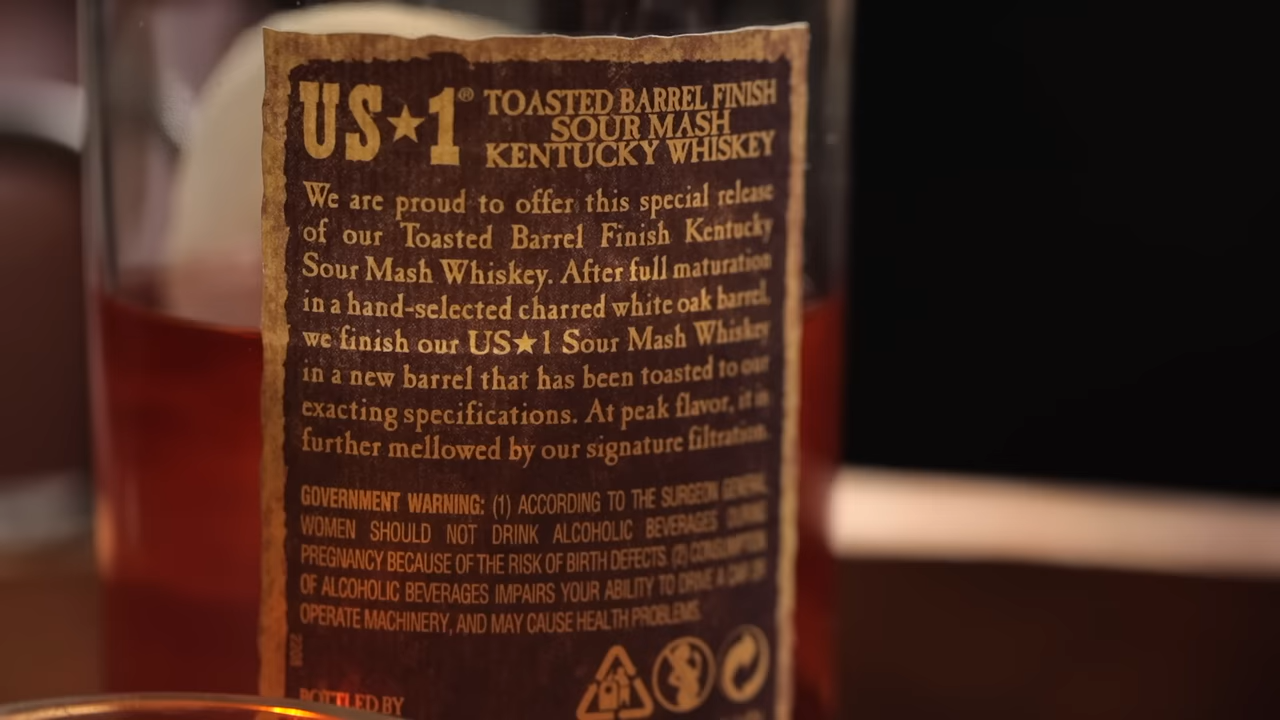 US★1® TOASTED BARREL FINISH
SOUR MASH
KENTUCKY WHISKEY
We are proud to offer this special release
of our Toasted Barrel Finish Kentucky
Sour Mash Whiskey. After full maturation
in a hand-selected charred white oak barrel,
we finish our US★1 Sour Mash Whiskey
in a new barrel that has been toasted to our
exacting specifications. At peak flavor, it is
further mellowed by our signature filtration.
GOVERNMENT WARNING: (1) ACCORDING TO THE SURGEON GENERAL
WOMEN SHOULD NOT DRINK ALCOHOLIC BEVERAGES DURING
PREGNANCY BECAUSE OF THE RISK OF BIRTH DEFECTS. (2) CONSUMPTION
OF ALCOHOLIC BEVERAGES IMPAIRS YOUR ABILITY TO DRIVE A CAR OR
OPERATE MACHINERY, AND MAY CAUSE HEALTH PROBLEMS.
BOTTLED BY